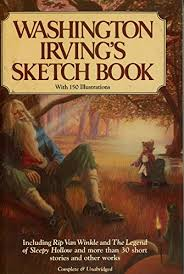 WASHINGTON
IRVING'S
SKETCH BOOK
With 150 Illustrations
Including Rip Van Winkle and The Legend
of Sleepy Hollow and more than 30 short
stories and other works
Complete & Unabridged